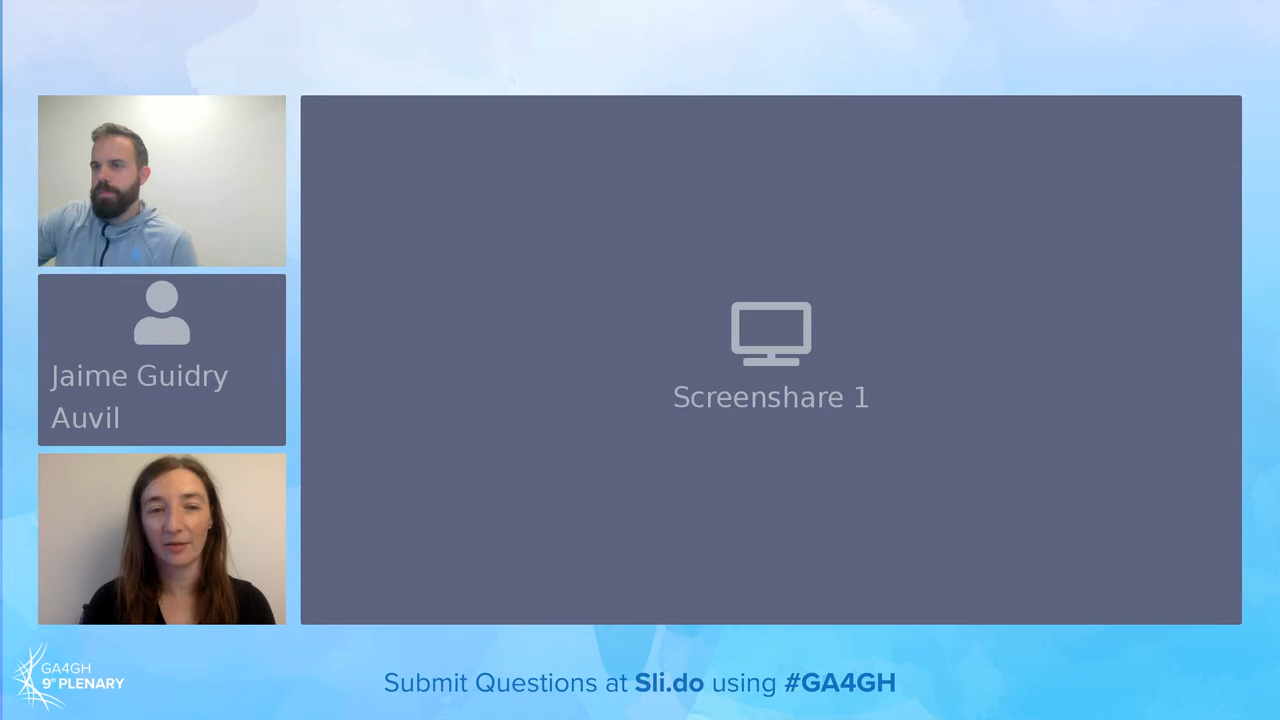 Jaime Guidry
Auvil
Screenshare 1
GA4GH
9th PLENARY
Submit Questions at Sli.do using #GA4GH